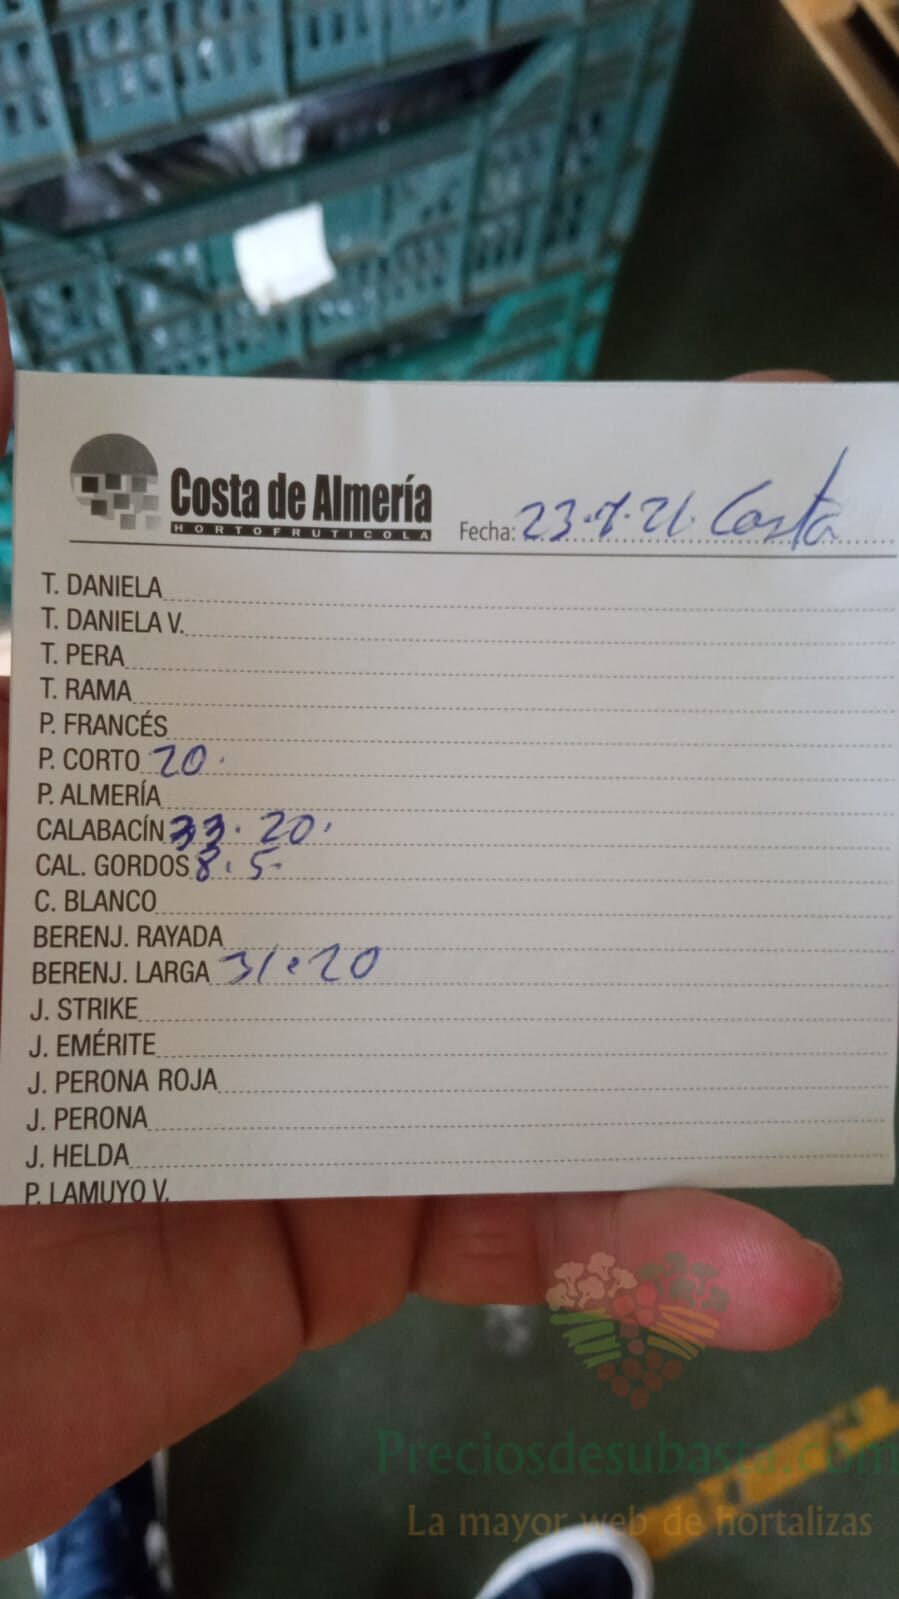 Costa de Almería
HORTOFRUTICOLA
Fecha: 23.7.21 Costa
T. DANIELA
T. DANIELA V.
T. PERA
T. RAMA
P. FRANCÉS
P. CORTO 20.
P. ALMERÍA
CALABACÍN 33. 20.
CAL. GORDOS 8. 5.
C. BLANCO
BERENJ. RAYADA
BERENJ. LARGA 31. 20
J. STRIKE
J. EMÉRITE
J. PERONA ROJA
J. PERONA
J. HELDA
P. LAMUYO V.
Preciosdesubasta.com
La mayor web de hortalizas